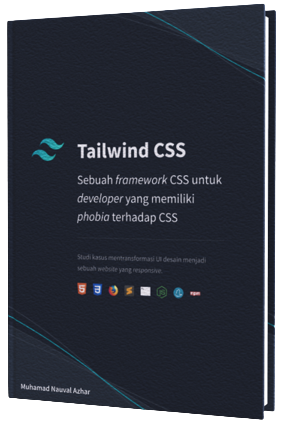 Tailwind CSS
Sebuah framework CSS untuk
developer yang memiliki
phobia terhadap CSS
Studi kasus mentransformasi UI desain menjadi
sebuah website yang responsive.
Muhamad Nauval Azhar